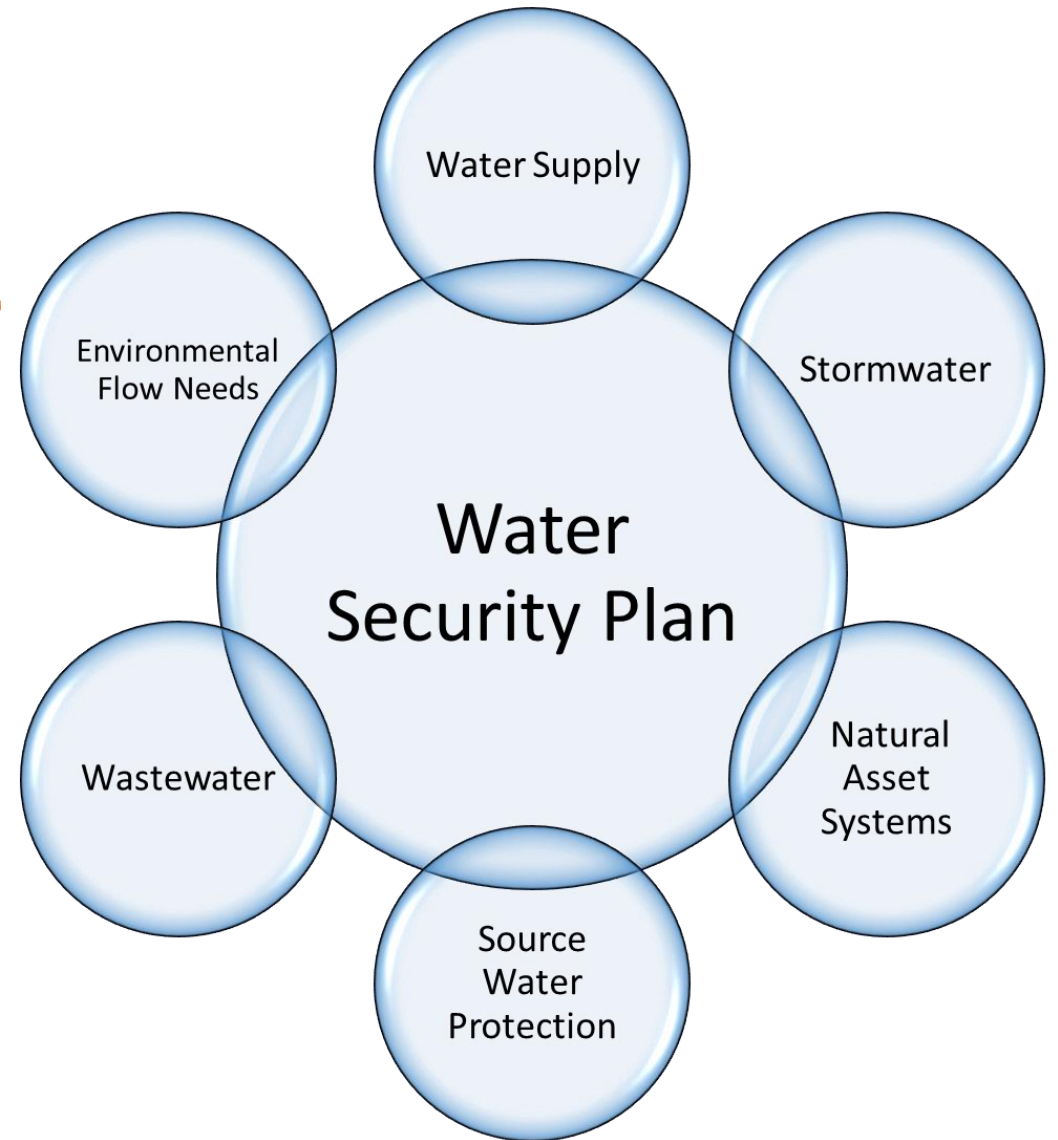 Water Supply
Stormwater
Natural
Asset
Systems
Source
Water
Protection
Wastewater
Environmental
Flow Needs
Water
Security Plan